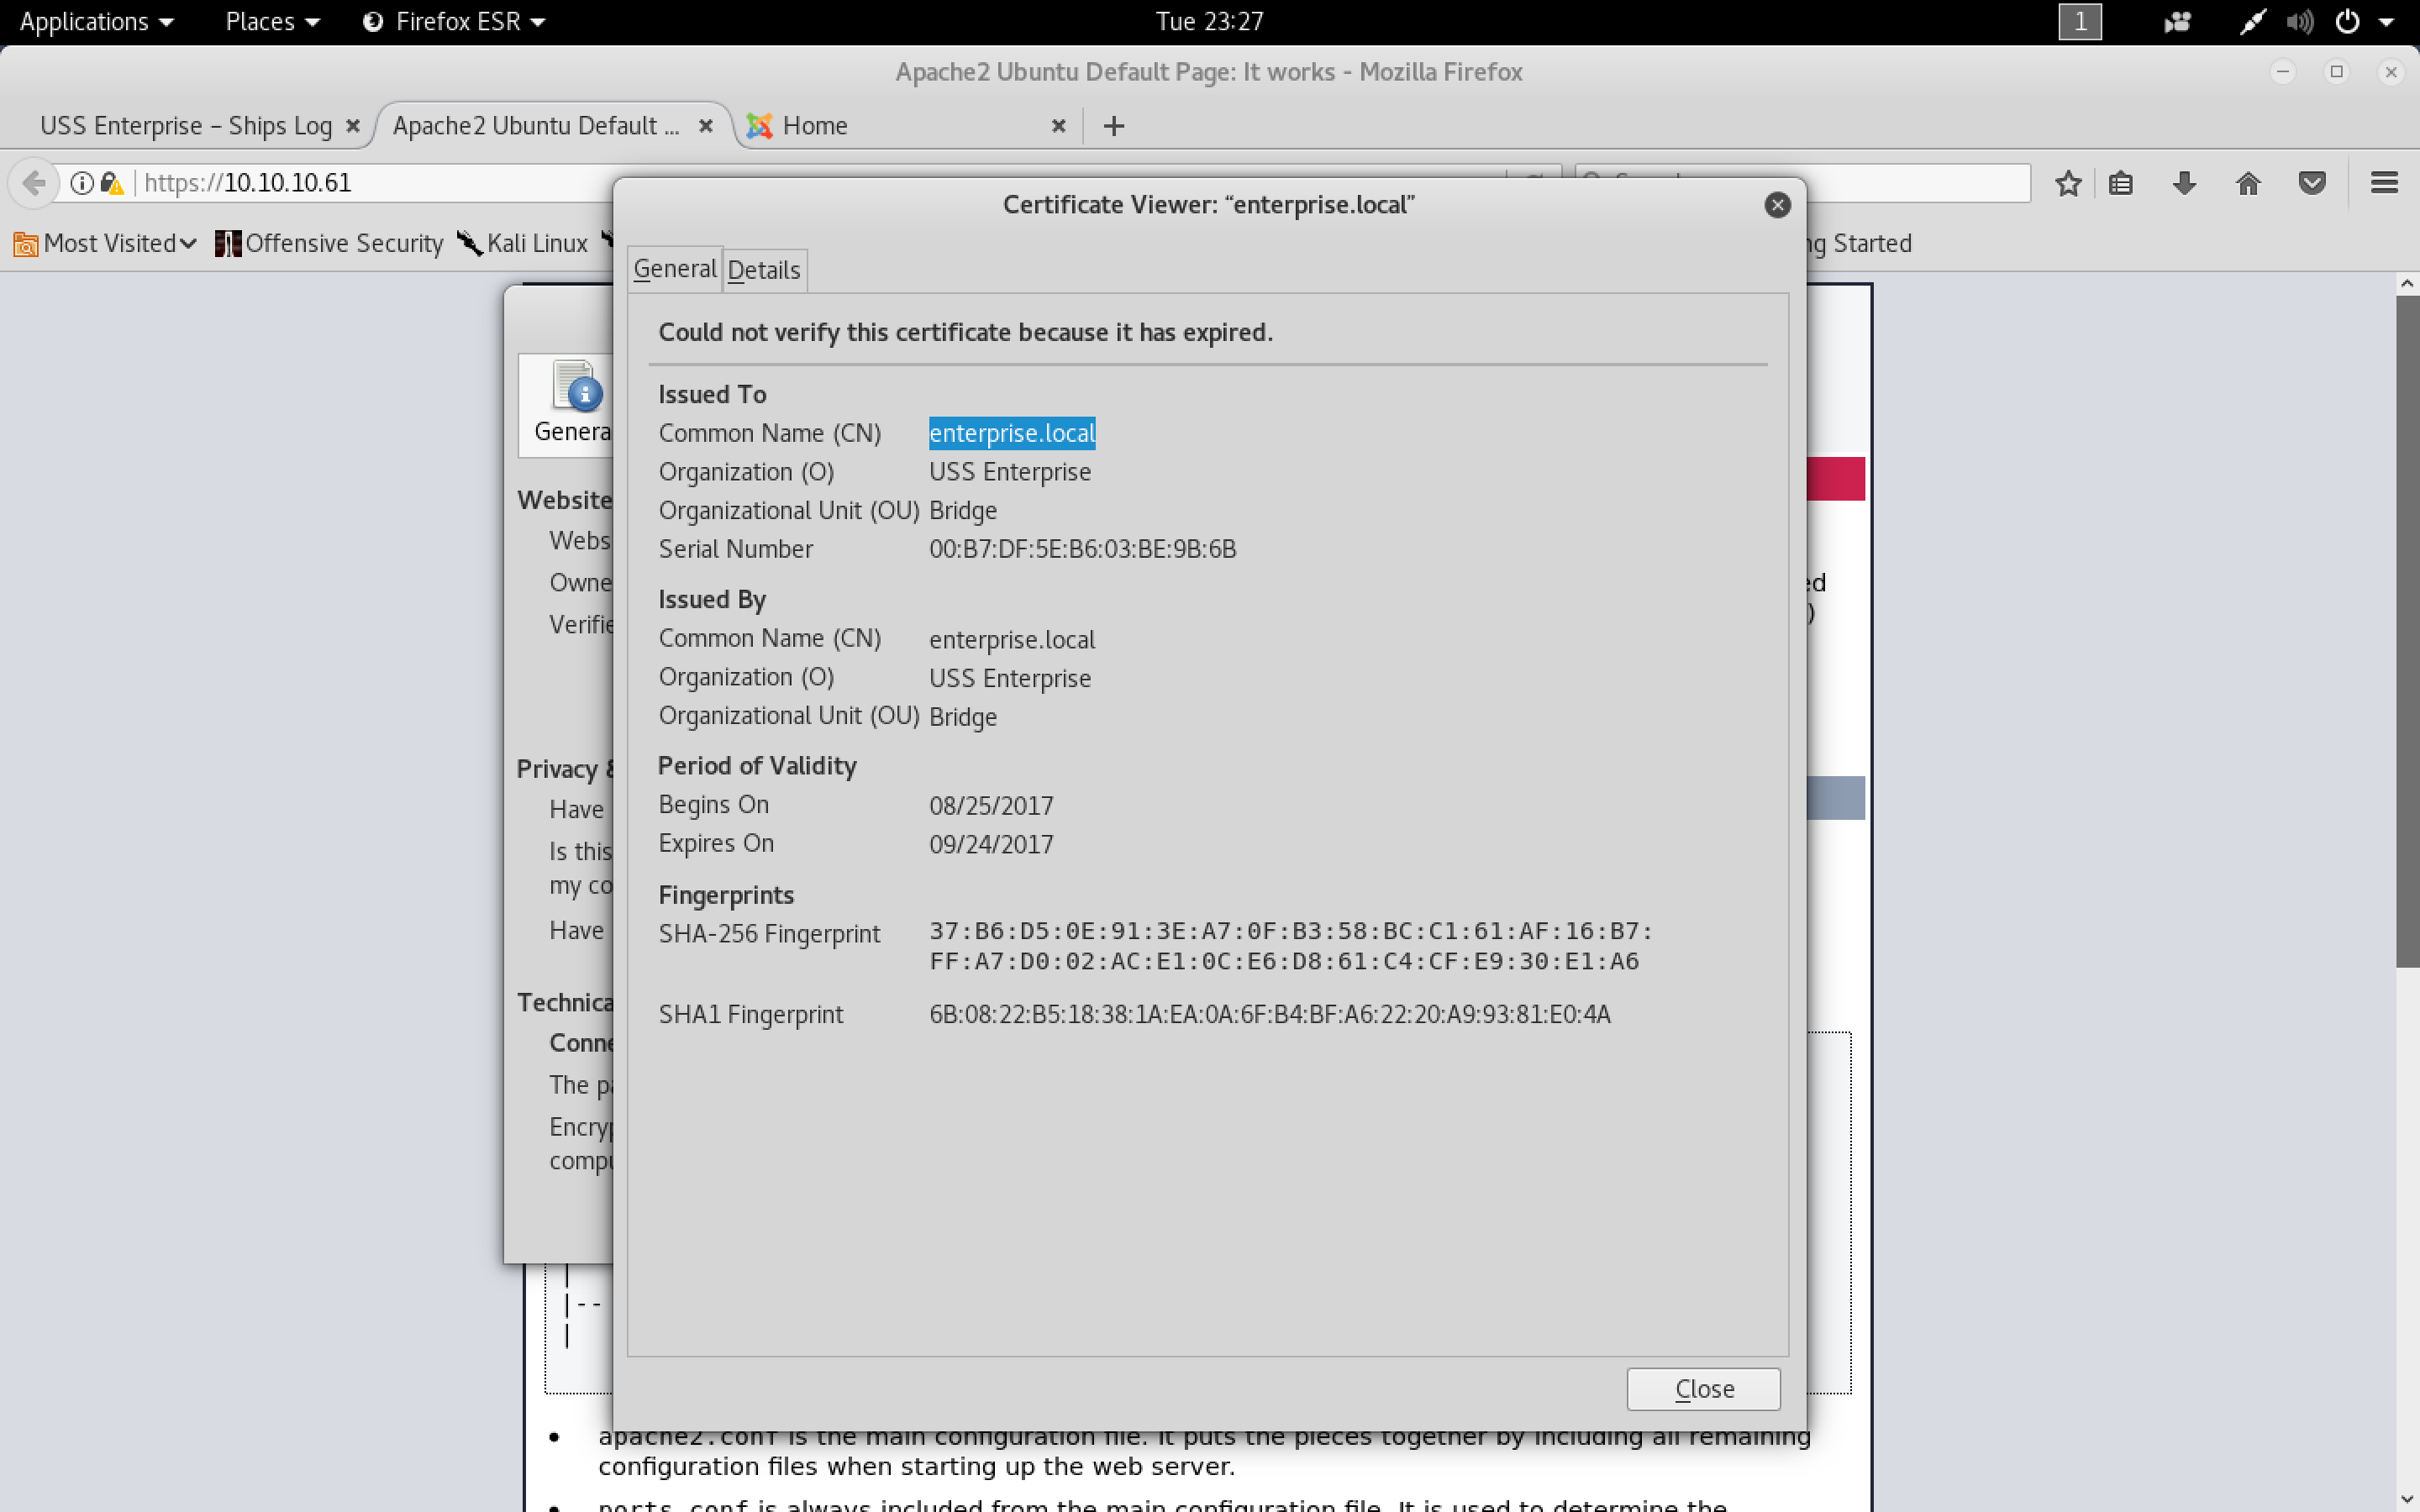 Applications Places Firefox ESR Tue 23:27 1
Apache2 Ubuntu Default Page: It works - Mozilla Firefox
USS Enterprise – Ships Log Apache2 Ubuntu Default ... Home
https://10.10.10.61
Certificate Viewer: “enterprise.local”
Most Visited Offensive Security Kali Linux Started
General Details
Could not verify this certificate because it has expired.
Issued To
Common Name (CN) enterprise.local
Organization (O) USS Enterprise
Organizational Unit (OU) Bridge
Serial Number 00:B7:DF:5E:B6:03:BE:9B:6B
Issued By
Common Name (CN) enterprise.local
Organization (O) USS Enterprise
Organizational Unit (OU) Bridge
Period of Validity
Begins On 08/25/2017
Expires On 09/24/2017
Fingerprints
SHA-256 Fingerprint 37:B6:D5:0E:91:3E:A7:0F:B3:58:BC:C1:61:AF:16:B7:
FF:A7:D0:02:AC:E1:0C:E6:D8:61:C4:CF:E9:30:E1:A6
SHA1 Fingerprint 6B:08:22:B5:18:38:1A:EA:0A:6F:B4:BF:A6:22:20:A9:93:81:E0:4A
Close
Genera
Website
Webs
Owne
Verifie
Privacy &
Have
Is this
my co
Have
Technica
Conne
The pa
Encryp
compu
|
|--
|
apache2.conf is the main configuration file. It puts the pieces together by including all remaining
configuration files when starting up the web server.
ports.conf is always included from the main configuration file. It is used to determine the